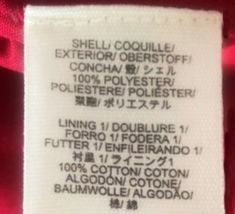 SHELL/ COQUILLE/
EXTERIOR/ OBERSTOFF/
CONCHA/ 殼/ シェル
100% POLYESTER/
POLIESTERE/ POLIÉSTER/
聚酯/ ポリエステル
LINING 1/ DOUBLURE 1/
FORRO 1/ FODERA 1/
FUTTER 1/ ENFILEIRANDO 1/
衬里 1/ ライニング1
100% COTTON/ COTON/
ALGODÓN/ COTONE/
BAUMWOLLE/ ALGODÃO/
棉/ 綿